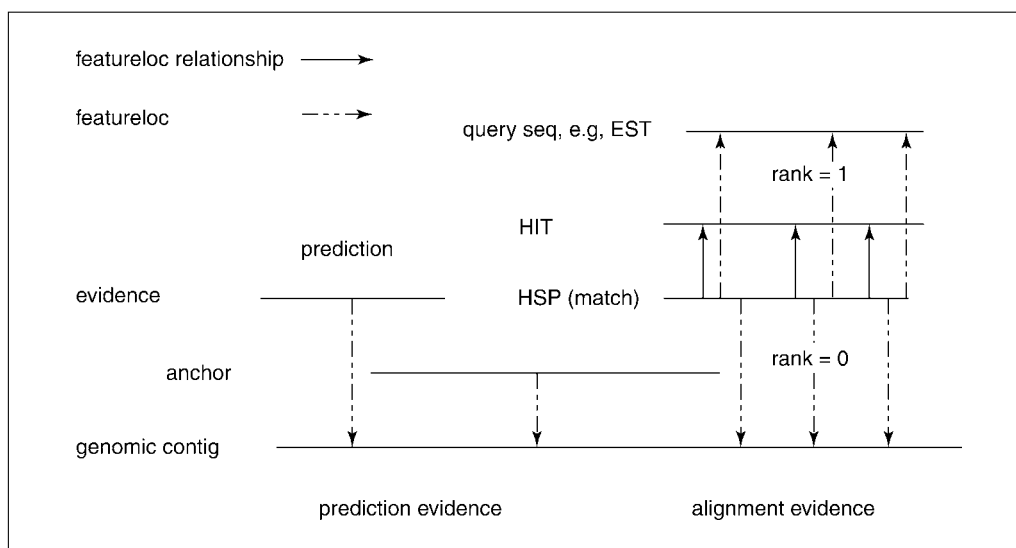 featureloc relationship
featureloc
query seq, e.g, EST
rank = 1
HIT
prediction
evidence
HSP (match)
rank = 0
anchor
genomic contig
prediction evidence
alignment evidence